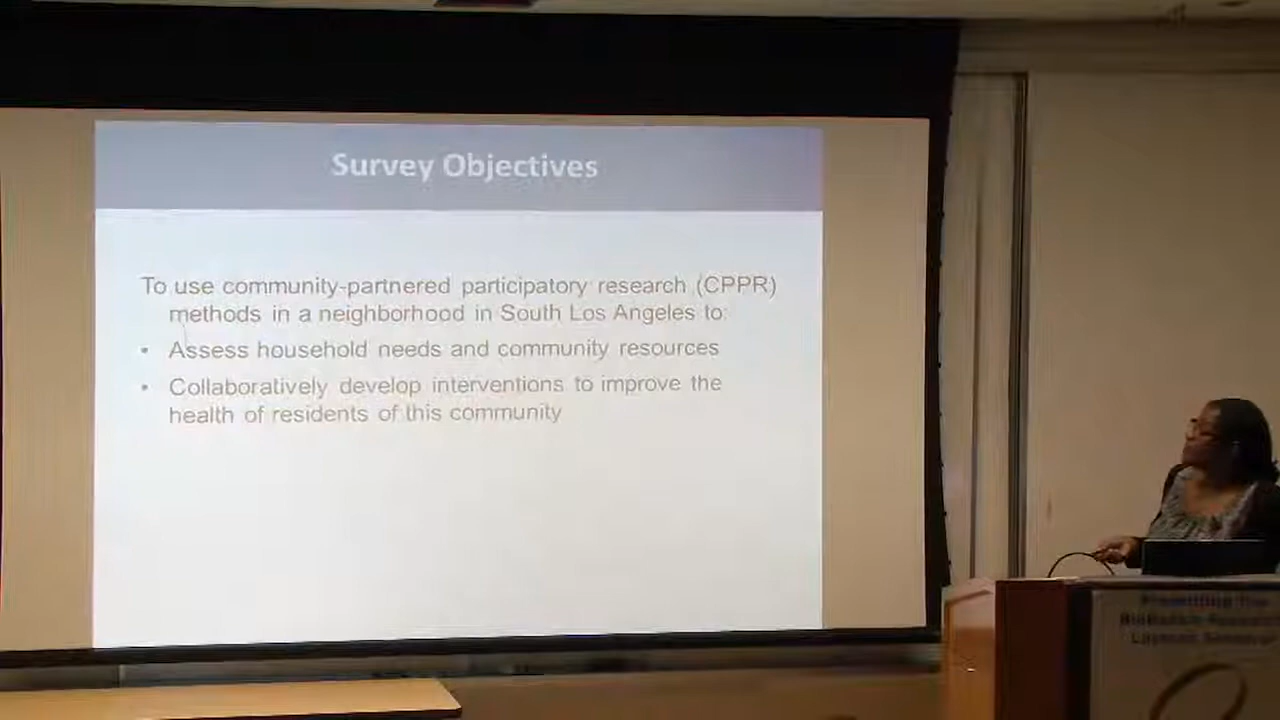 Survey Objectives
To use community-partnered participatory research (CPPR)
methods in a neighborhood in South Los Angeles to:
• Assess household needs and community resources
• Collaboratively develop interventions to improve the
health of residents of this community